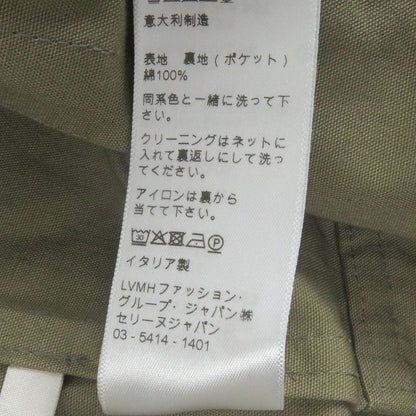 意大利制造
表地 裏地(ポケット)
綿100%
同系色と一緒に洗って下
さい。
クリーニングはネットに
入れて裏返しにして洗っ
てください。
アイロンは裏から
当てて下さい。
30 P
イタリア製
LVMHファッション・
グループ・ジャパン㈱
セリーヌジャパン
03 - 5414 - 1401